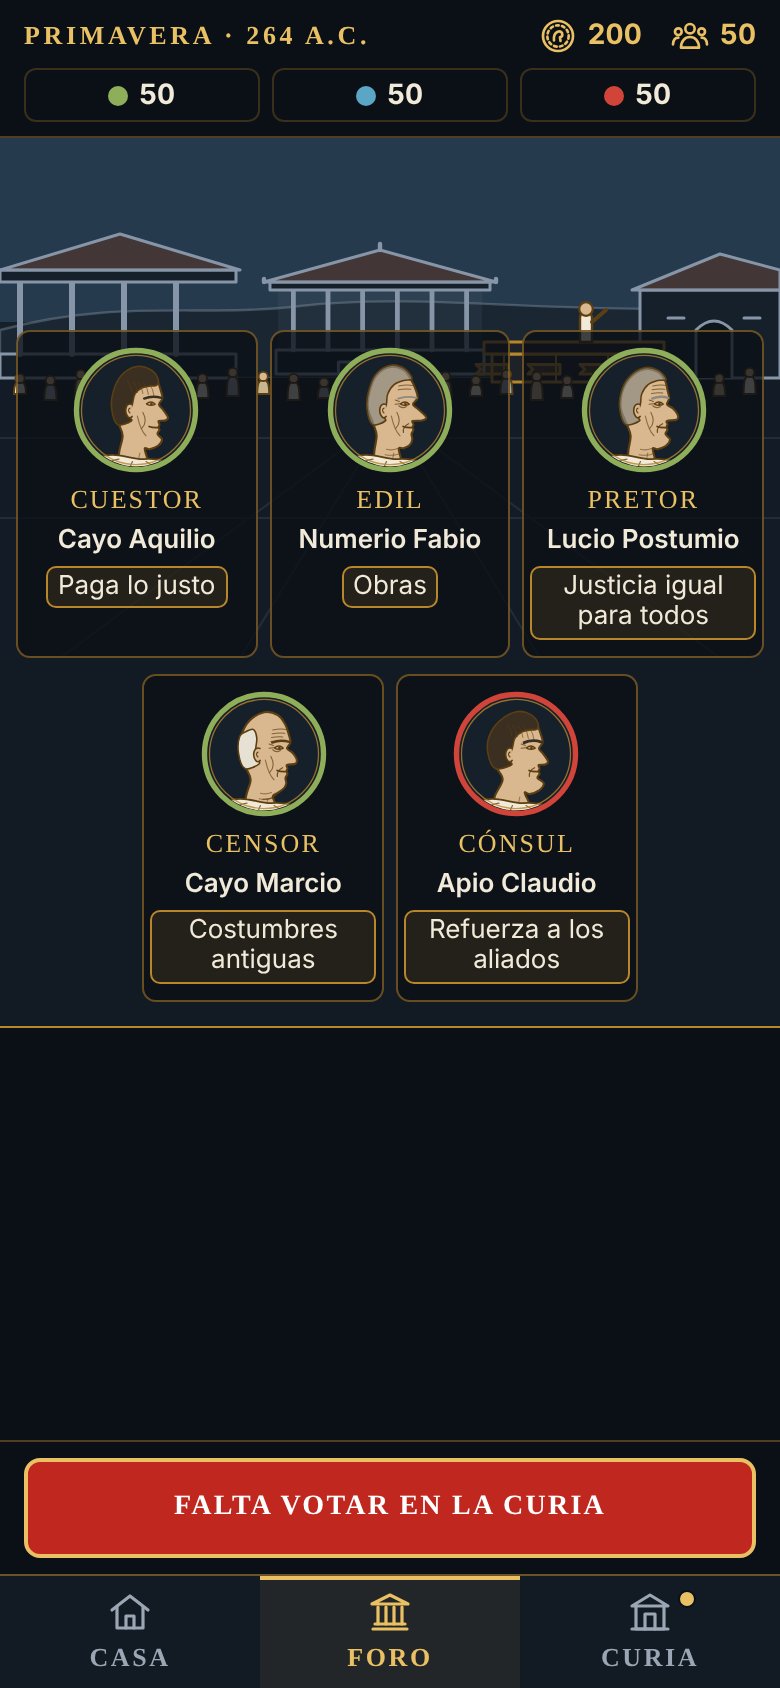 PRIMAVERA · 264 A.C.
200
50
50
50
50
CUESTOR
Cayo Aquilio
Paga lo justo
EDIL
Numerio Fabio
Obras
PRETOR
Lucio Postumio
Justicia igual
para todos
CENSOR
Cayo Marcio
Costumbres
antiguas
CÓNSUL
Apio Claudio
Refuerza a los
aliados
FALTA VOTAR EN LA CURIA
CASA
FORO
CURIA